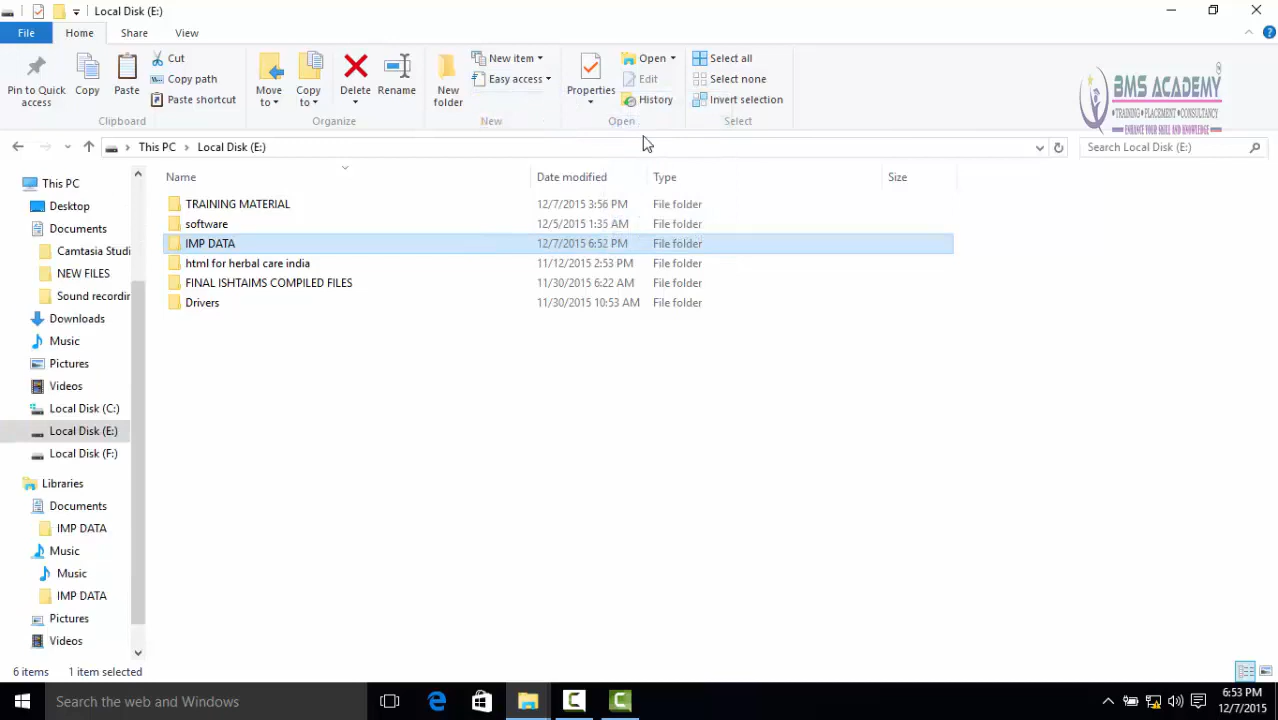 Local Disk (E:)
File Home Share View
Pin to Quick access
Copy
Paste
Cut
Copy path
Paste shortcut
Clipboard
Move to
Copy to
Delete
Rename
Organize
New folder
New item
Easy access
New
Properties
Open
Edit
History
Open
Select all
Select none
Invert selection
Select
BMS ACADEMY
•TRAINING •PLACEMENT •CONSULTANCY
ENHANCE YOUR SKILL AND KNOWLEDGE
This PC Local Disk (E:)
Search Local Disk (E:)
Name Date modified Type Size
TRAINING MATERIAL 12/7/2015 3:56 PM File folder
software 12/5/2015 1:35 AM File folder
IMP DATA 12/7/2015 6:52 PM File folder
html for herbal care india 11/12/2015 2:53 PM File folder
FINAL ISHTAIMS COMPILED FILES 11/30/2015 6:22 AM File folder
Drivers 11/30/2015 10:53 AM File folder
This PC
Desktop
Documents
Camtasia Studi
NEW FILES
Sound recordin
Downloads
Music
Pictures
Videos
Local Disk (C:)
Local Disk (E:)
Local Disk (F:)
Libraries
Documents
IMP DATA
Music
Music
IMP DATA
Pictures
Videos
6 items 1 item selected
Search the web and Windows
6:53 PM
12/7/2015